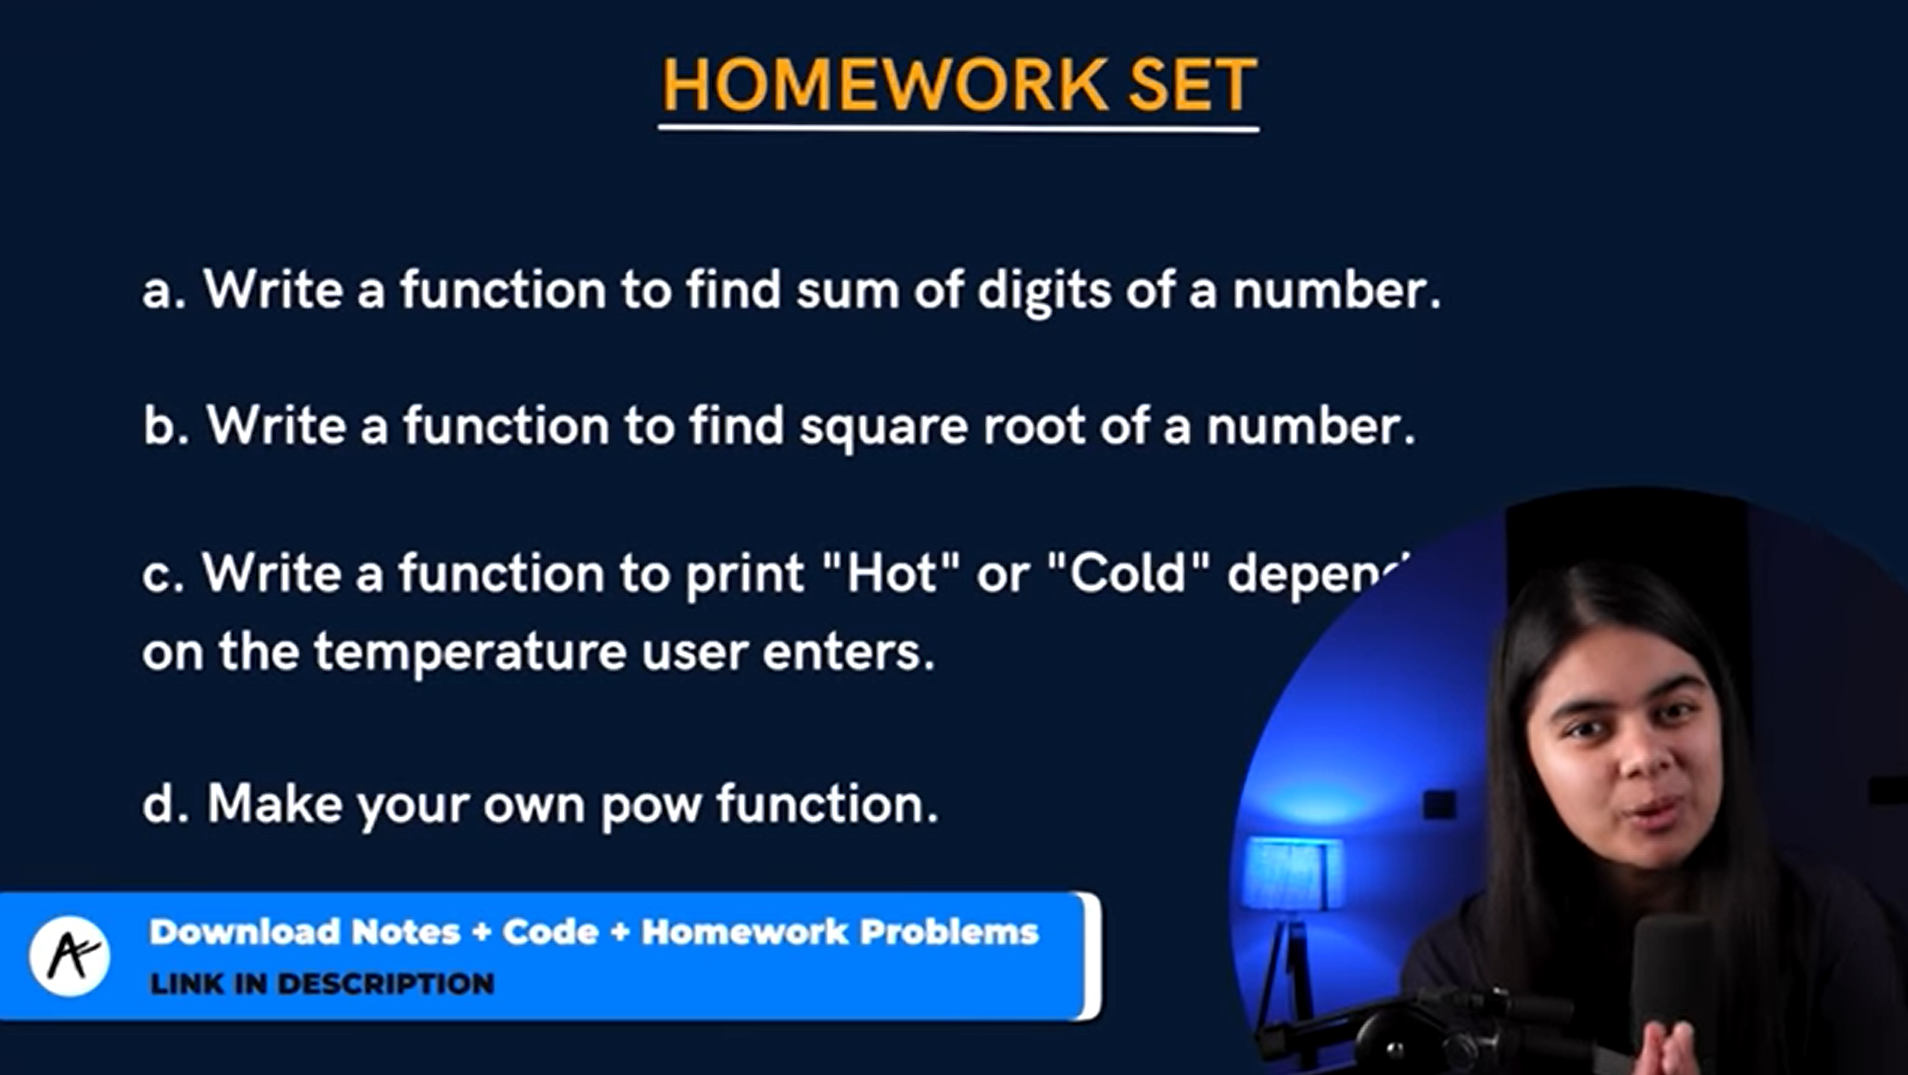 HOMEWORK SET
a. Write a function to find sum of digits of a number.
b. Write a function to find square root of a number.
c. Write a function to print "Hot" or "Cold"
on the temperature user enters.
d. Make your own pow function.
Download Notes + Code + Homework Problems
LINK IN DESCRIPTION